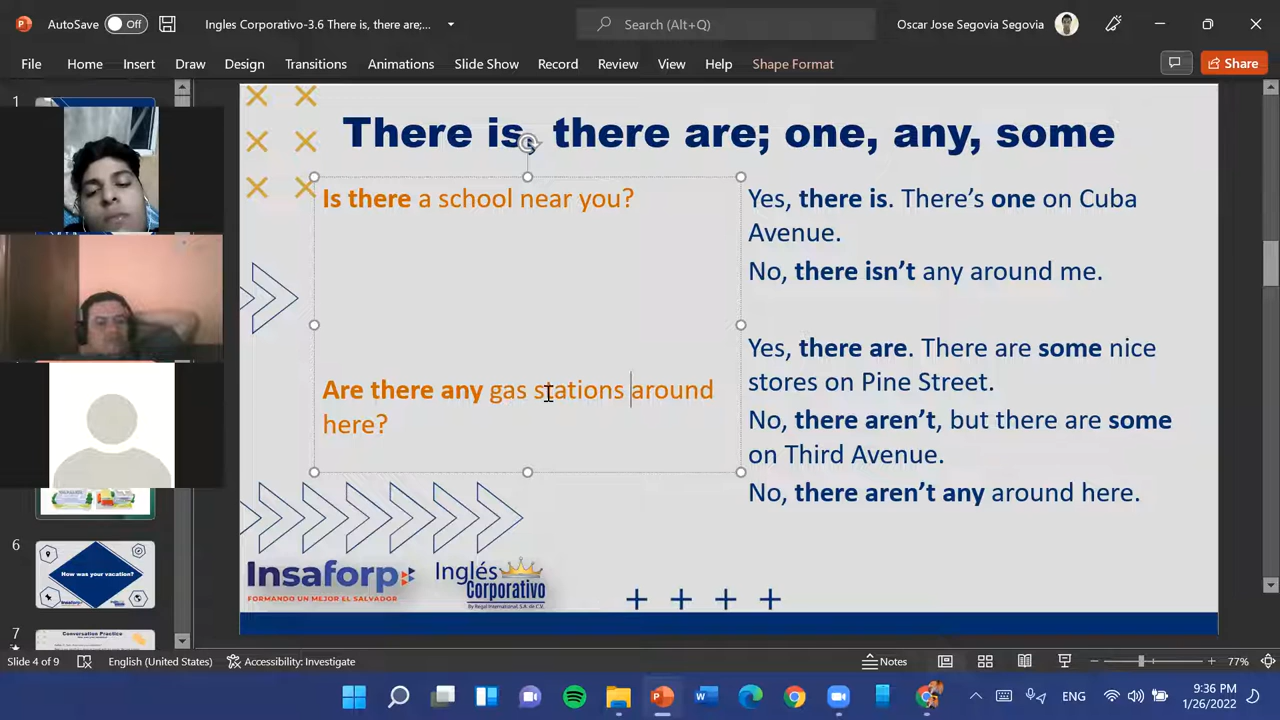 AutoSave Off Ingles Corporativo-3.6 There is, there are;... Search (Alt+Q) Oscar Jose Segovia Segovia
File Home Insert Draw Design Transitions Animations Slide Show Record Review View Help Shape Format Share
1
There is, there are; one, any, some
Is there a school near you?
Are there any gas stations around
here?
Yes, there is. There's one on Cuba
Avenue.
No, there isn't any around me.
Yes, there are. There are some nice
stores on Pine Street.
No, there aren't, but there are some
on Third Avenue.
No, there aren't any around here.
Insaforp
FORMANDO UN MEJOR EL SALVADOR
Inglés
Corporativo
By Regal International, S.A. de C.V.
6
How was your vacation?
7
Conversation Practice
Slide 4 of 9 English (United States) Accessibility: Investigate Notes 77%
ENG 9:36 PM
1/26/2022